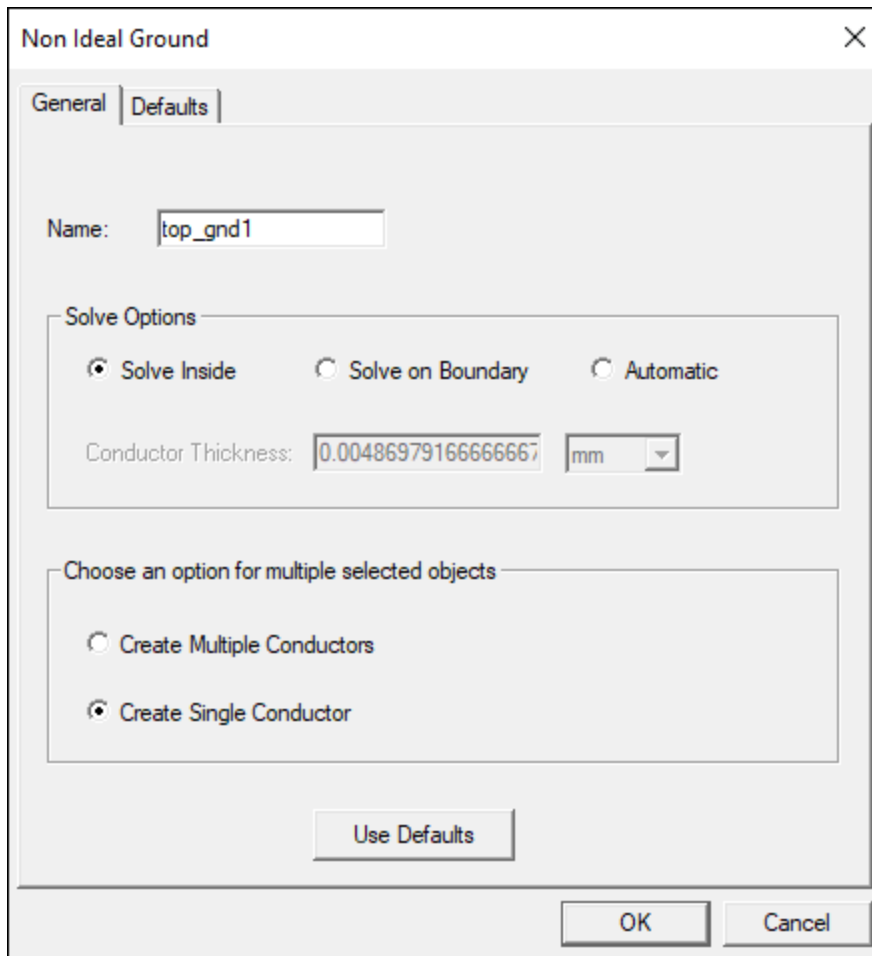 Non Ideal Ground
General Defaults
Name: top_gnd1
Solve Options
Solve Inside Solve on Boundary Automatic
Conductor Thickness: 0.00486979166666667 mm
Choose an option for multiple selected objects
Create Multiple Conductors
Create Single Conductor
Use Defaults
OK Cancel